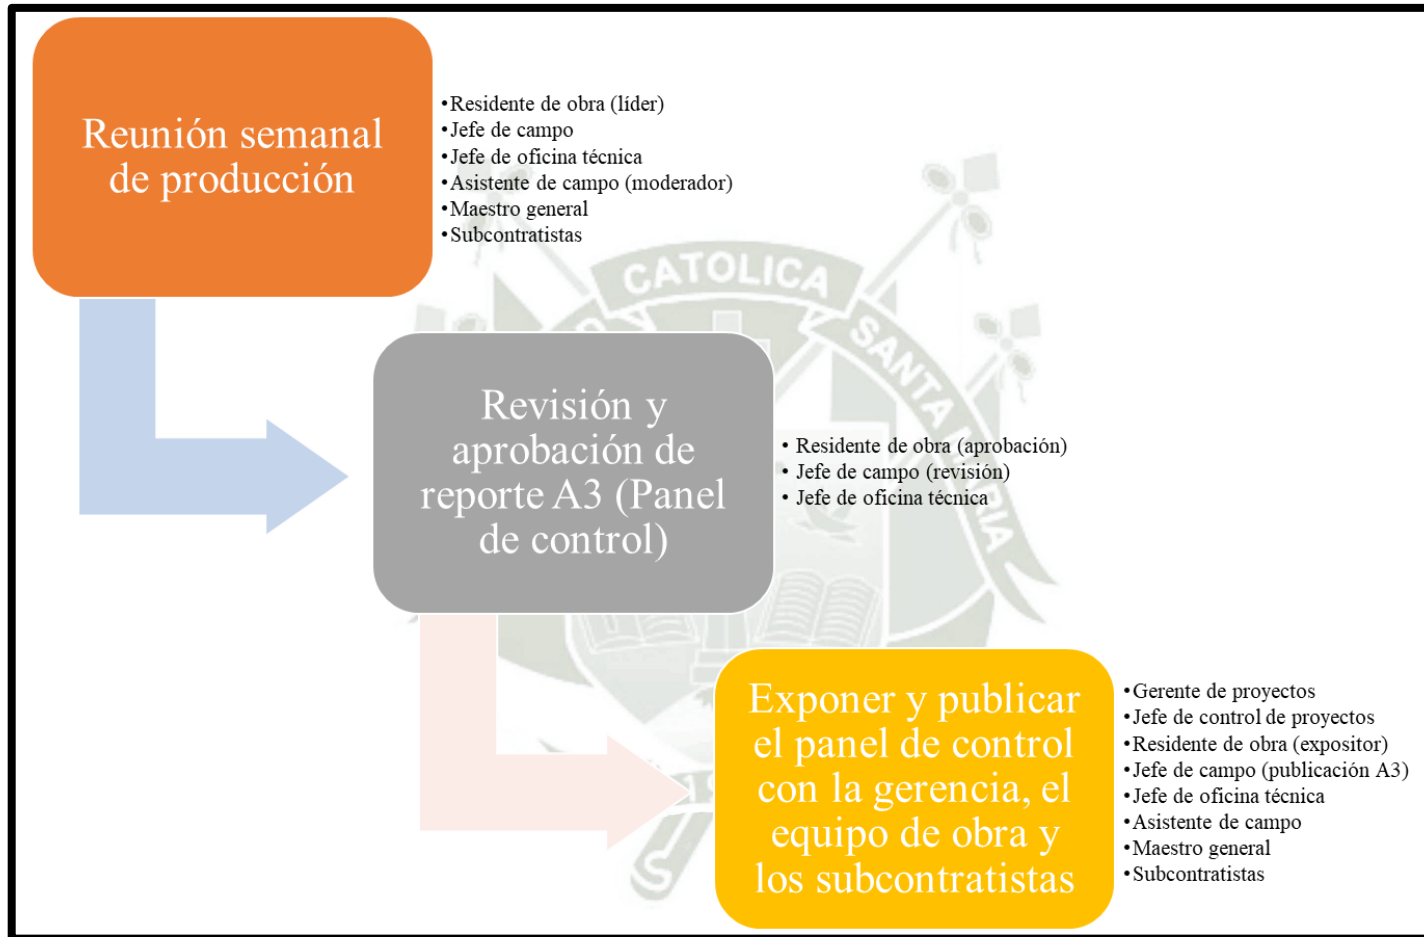 Reunión semanal
de producción
•Residente de obra (líder)
•Jefe de campo
•Jefe de oficina técnica
•Asistente de campo (moderador)
•Maestro general
•Subcontratistas
CATOLICA
SANTA MARIA
Revisión y
aprobación de
reporte A3 (Panel
de control)
• Residente de obra (aprobación)
• Jefe de campo (revisión)
• Jefe de oficina técnica
Exponer y publicar
el panel de control
con la gerencia, el
equipo de obra y
los subcontratistas
•Gerente de proyectos
•Jefe de control de proyectos
•Residente de obra (expositor)
•Jefe de campo (publicación A3)
•Jefe de oficina técnica
•Asistente de campo
•Maestro general
•Subcontratistas